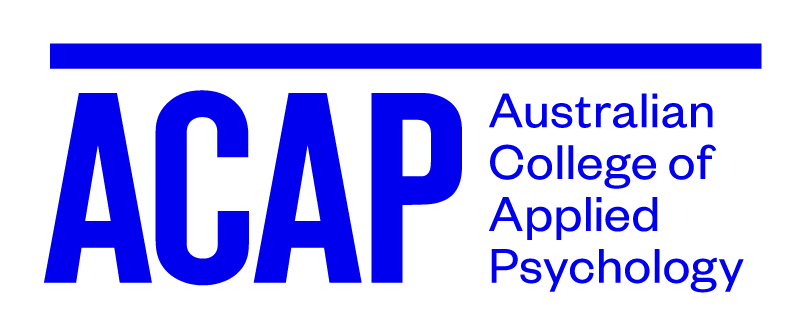 ACAP
Australian
College of
Applied
Psychology